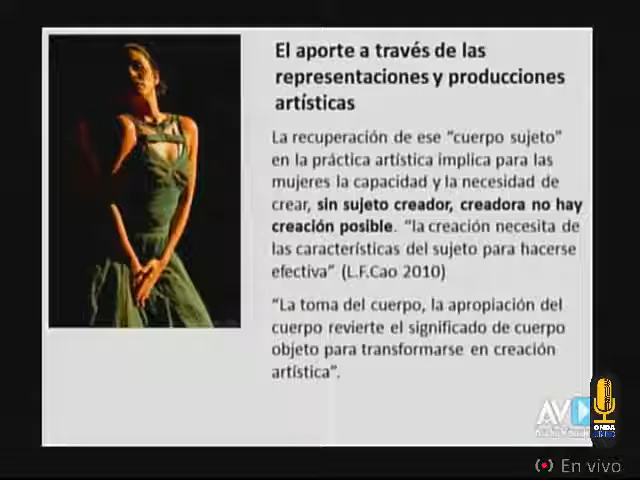 El aporte a través de las
representaciones y producciones
artísticas
La recuperación de ese "cuerpo sujeto"
en la práctica artística implica para las
mujeres la capacidad y la necesidad de
crear, sin sujeto creador, creadora no hay
creación posible. "la creación necesita de
las características del sujeto para hacerse
efectiva" (L.F.Cao 2010)
"La toma del cuerpo, la apropiación del
cuerpo revierte el significado de cuerpo
objeto para transformarse en creación
artística".
AV
ONDA
En vivo